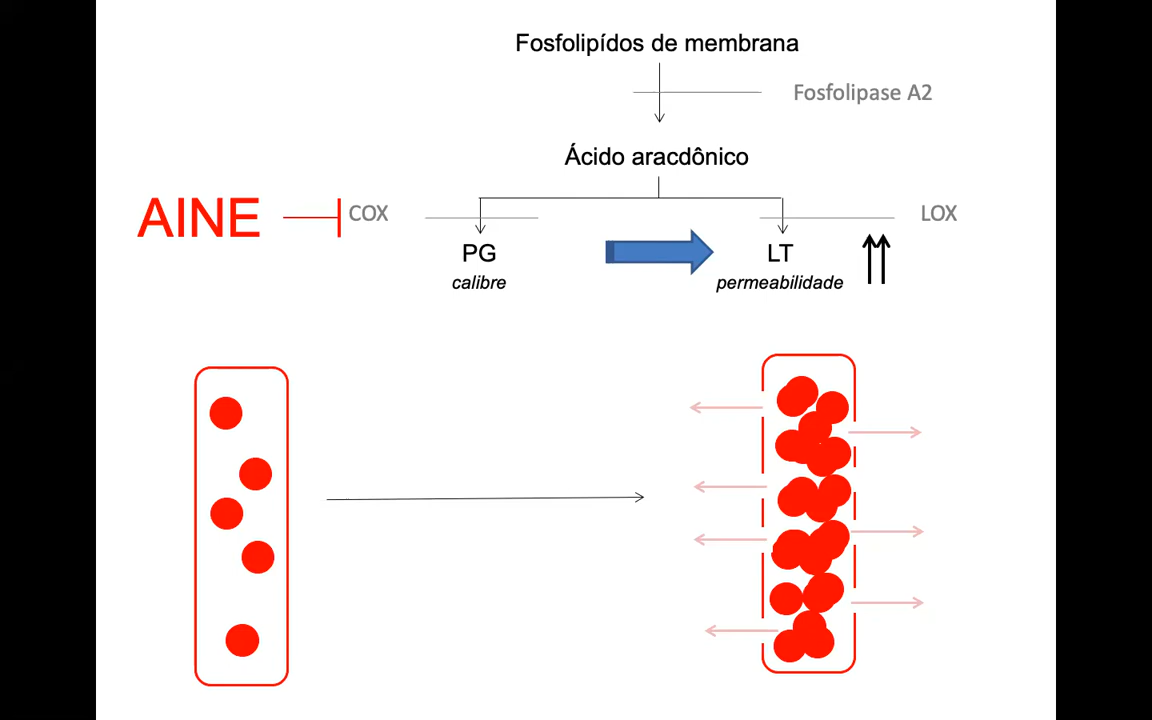 Fosfolipídos de membrana
Fosfolipase A2
Ácido aracdônico
AINE
COX
LOX
PG
LT
calibre
permeabilidade